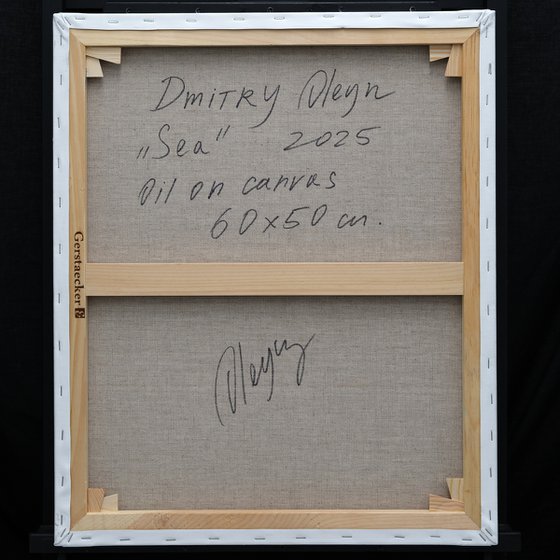 Dmitry Oleyn
„Sea" 2025
Oil on canvas
60x50 cm.
Gerstaecker
Oleyn